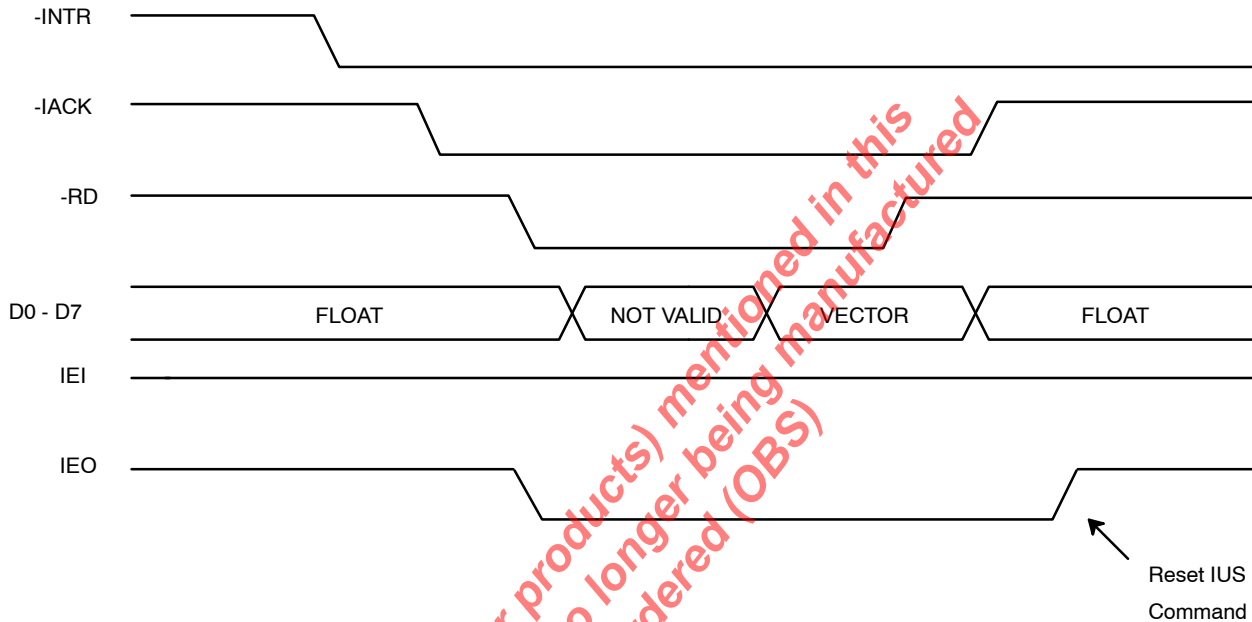 -INTR
-IACK
-RD
D0 - D7
FLOAT
NOT VALID
VECTOR
FLOAT
IEI
IEO
Reset IUS
Command
products) mentioned in this
longer being manufactured
(OBS)